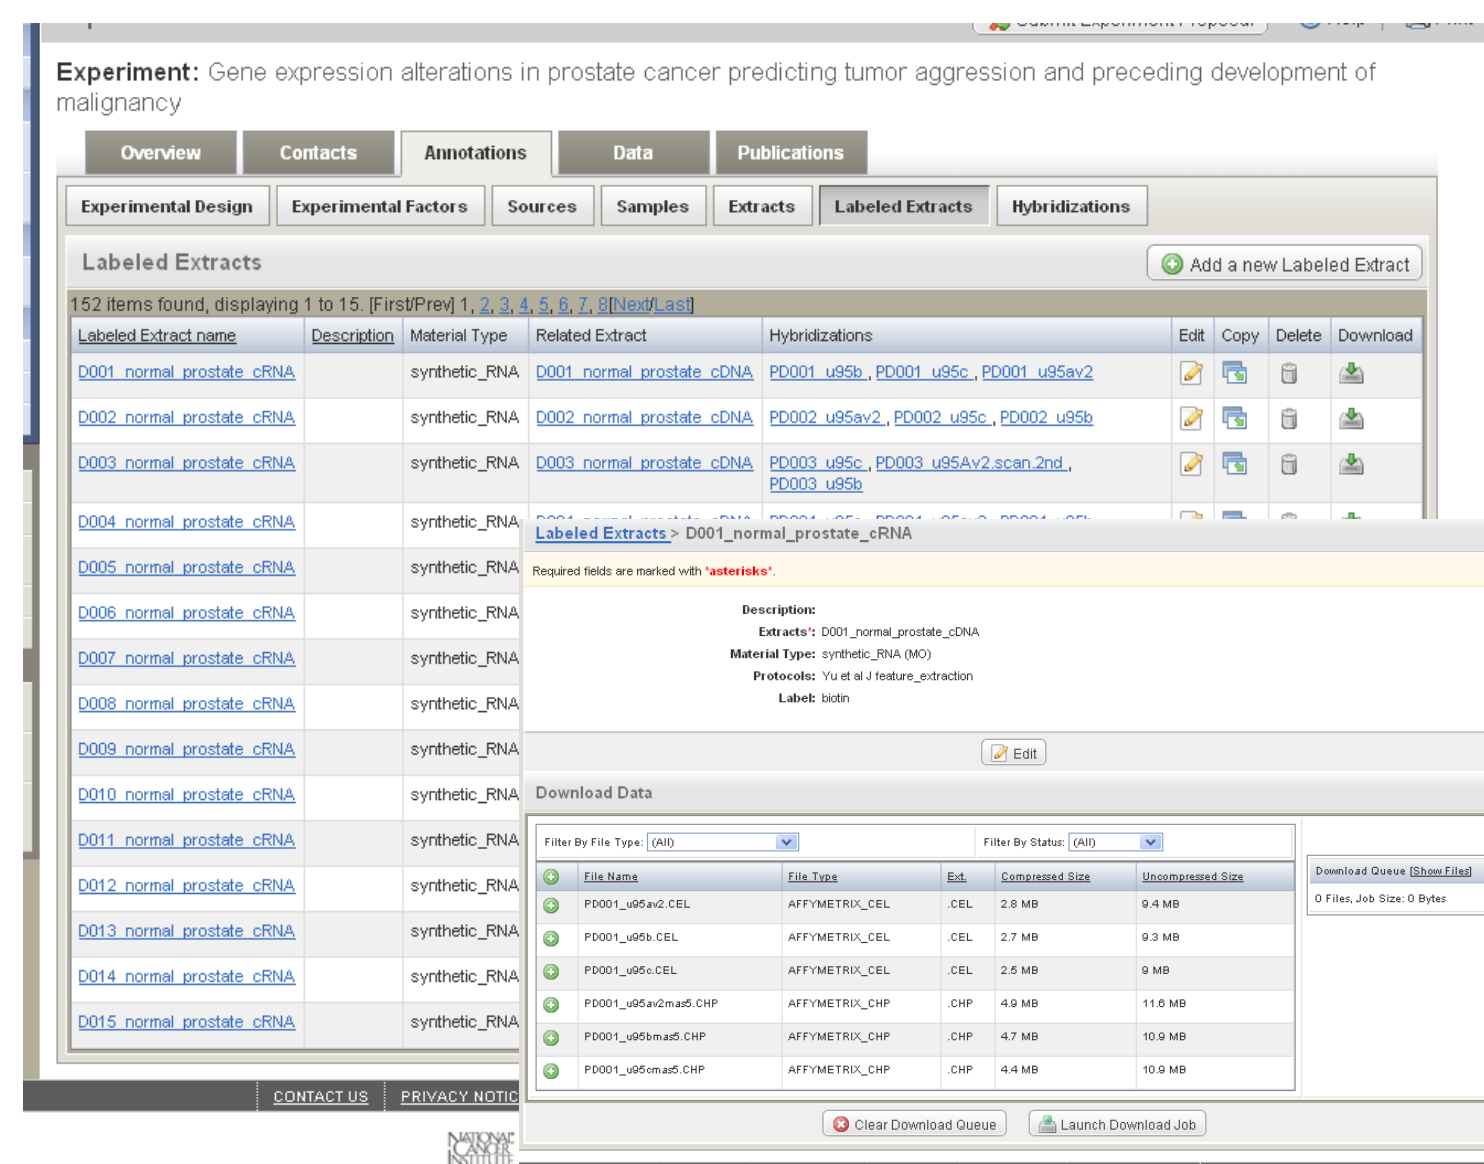 Submit Experiment Proposal Help
Experiment: Gene expression alterations in prostate cancer predicting tumor aggression and preceding development of
malignancy
Overview Contacts Annotations Data Publications
Experimental Design Experimental Factors Sources Samples Extracts Labeled Extracts Hybridizations
Labeled Extracts Add a new Labeled Extract
152 items found, displaying 1 to 15. [First/Prev] 1, 2, 3, 4, 5, 6, 7, 8[Next/Last]
Labeled Extract name Description Material Type Related Extract Hybridizations Edit Copy Delete Download
D001_normal_prostate_cRNA synthetic_RNA D001_normal_prostate_cDNA PD001_u95b , PD001_u95c , PD001_u95av2
D002_normal_prostate_cRNA synthetic_RNA D002_normal_prostate_cDNA PD002_u95av2 , PD002_u95c , PD002_u95b
D003_normal_prostate_cRNA synthetic_RNA D003_normal_prostate_cDNA PD003_u95c , PD003_u95Av2.scan.2nd ,
PD003_u95b
D004_normal_prostate_cRNA synthetic_RNA
D005_normal_prostate_cRNA synthetic_RNA
D006_normal_prostate_cRNA synthetic_RNA
D007_normal_prostate_cRNA synthetic_RNA
D008_normal_prostate_cRNA synthetic_RNA
D009_normal_prostate_cRNA synthetic_RNA
D010_normal_prostate_cRNA synthetic_RNA
D011_normal_prostate_cRNA synthetic_RNA
D012_normal_prostate_cRNA synthetic_RNA
D013_normal_prostate_cRNA synthetic_RNA
D014_normal_prostate_cRNA synthetic_RNA
D015_normal_prostate_cRNA synthetic_RNA
CONTACT US PRIVACY NOTIC
NATIONAL
CANCER
INSTITUTE
Labeled Extracts > D001_normal_prostate_cRNA
Required fields are marked with *asterisks*.
Description:
Extracts*: D001_normal_prostate_cDNA
Material Type: synthetic_RNA (MO)
Protocols: Yu et al J feature_extraction
Label: biotin
Edit
Download Data
Filter By File Type: (All) Filter By Status: (All)
File Name File Type Ext. Compressed Size Uncompressed Size
PD001_u95av2.CEL AFFYMETRIX_CEL .CEL 2.8 MB 9.4 MB
PD001_u95b.CEL AFFYMETRIX_CEL .CEL 2.7 MB 9.3 MB
PD001_u95c.CEL AFFYMETRIX_CEL .CEL 2.5 MB 9 MB
PD001_u95av2mas5.CHP AFFYMETRIX_CHP .CHP 4.9 MB 11.6 MB
PD001_u95bmas5.CHP AFFYMETRIX_CHP .CHP 4.7 MB 10.9 MB
PD001_u95cmas5.CHP AFFYMETRIX_CHP .CHP 4.4 MB 10.9 MB
Download Queue [Show Files]
0 Files, Job Size: 0 Bytes
Clear Download Queue Launch Download Job